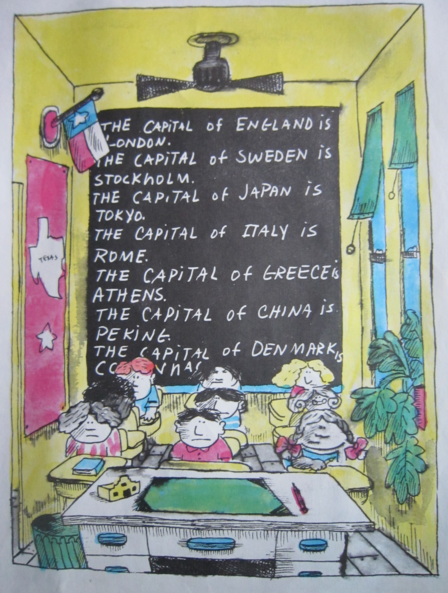 THE CAPITAL of ENGLAND is
LONDON.
THE CAPITAL of SWEDEN is
STOCKHOLM.
THE CAPITAL of JAPAN is
TOKYO.
THE CAPITAL of ITALY is
ROME.
THE CAPITAL of GREECE is
ATHENS.
THE CAPITAL of CHINA is
PEKING.
THE CAPITAL of DENMARK is
TEXAS